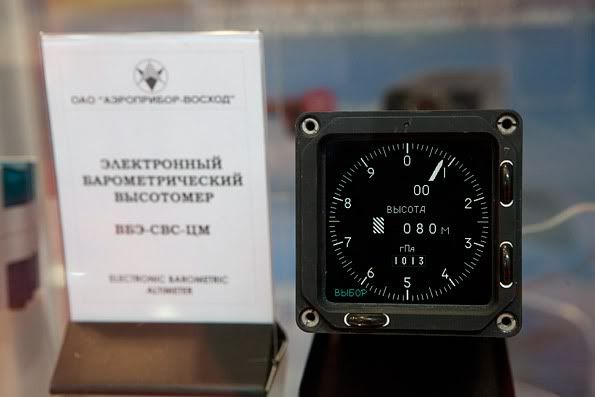 ОАО "АЭРОПРИБОР-ВОСХОД"
ЭЛЕКТРОННЫЙ
БАРОМЕТРИЧЕСКИЙ
ВЫСОТОМЕР
ВБЭ-СВС-ЦМ
ELECTRONIC BAROMETRIC
ALTIMETER
0
1
2
3
4
5
6
7
8
9
00
ВЫСОТА
080 М
гПа
1013
ВЫБОР